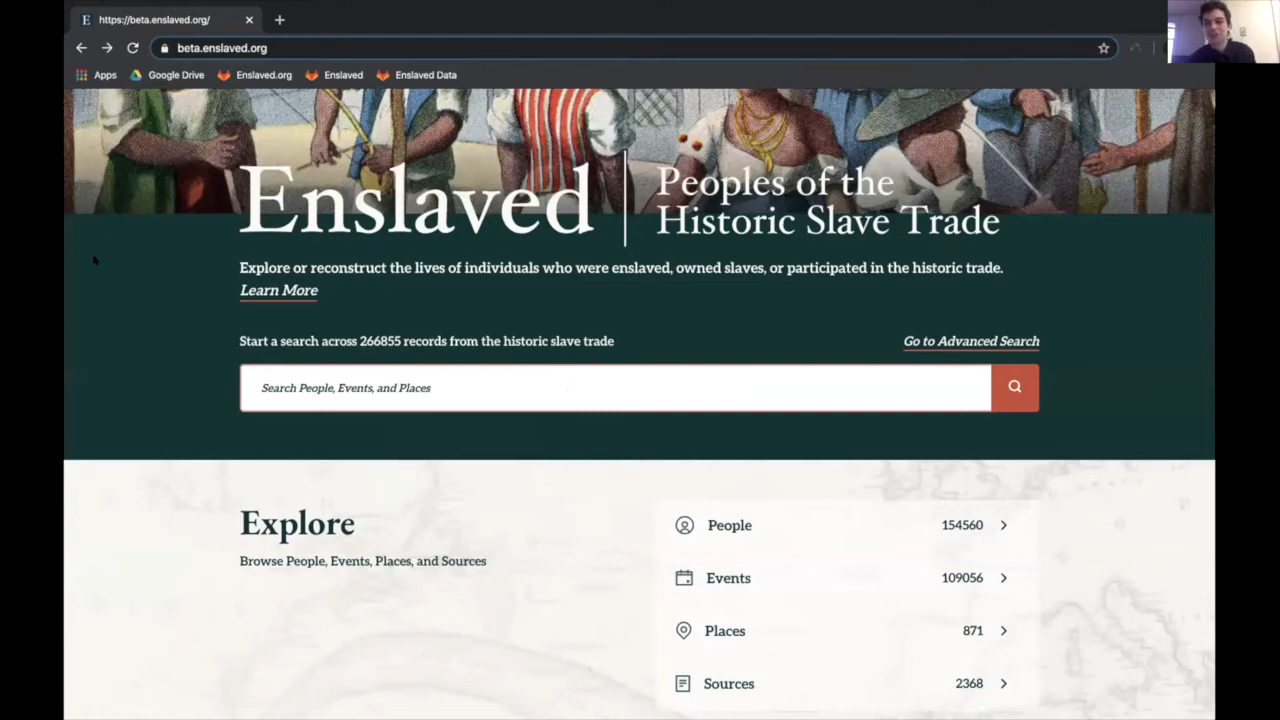 https://beta.enslaved.org/
beta.enslaved.org
Apps Google Drive Enslaved.org Enslaved Enslaved Data
Enslaved
Peoples of the
Historic Slave Trade
Explore or reconstruct the lives of individuals who were enslaved, owned slaves, or participated in the historic trade.
Learn More
Start a search across 266855 records from the historic slave trade
Go to Advanced Search
Search People, Events, and Places
Explore
Browse People, Events, Places, and Sources
People 154560
Events 109056
Places 871
Sources 2368